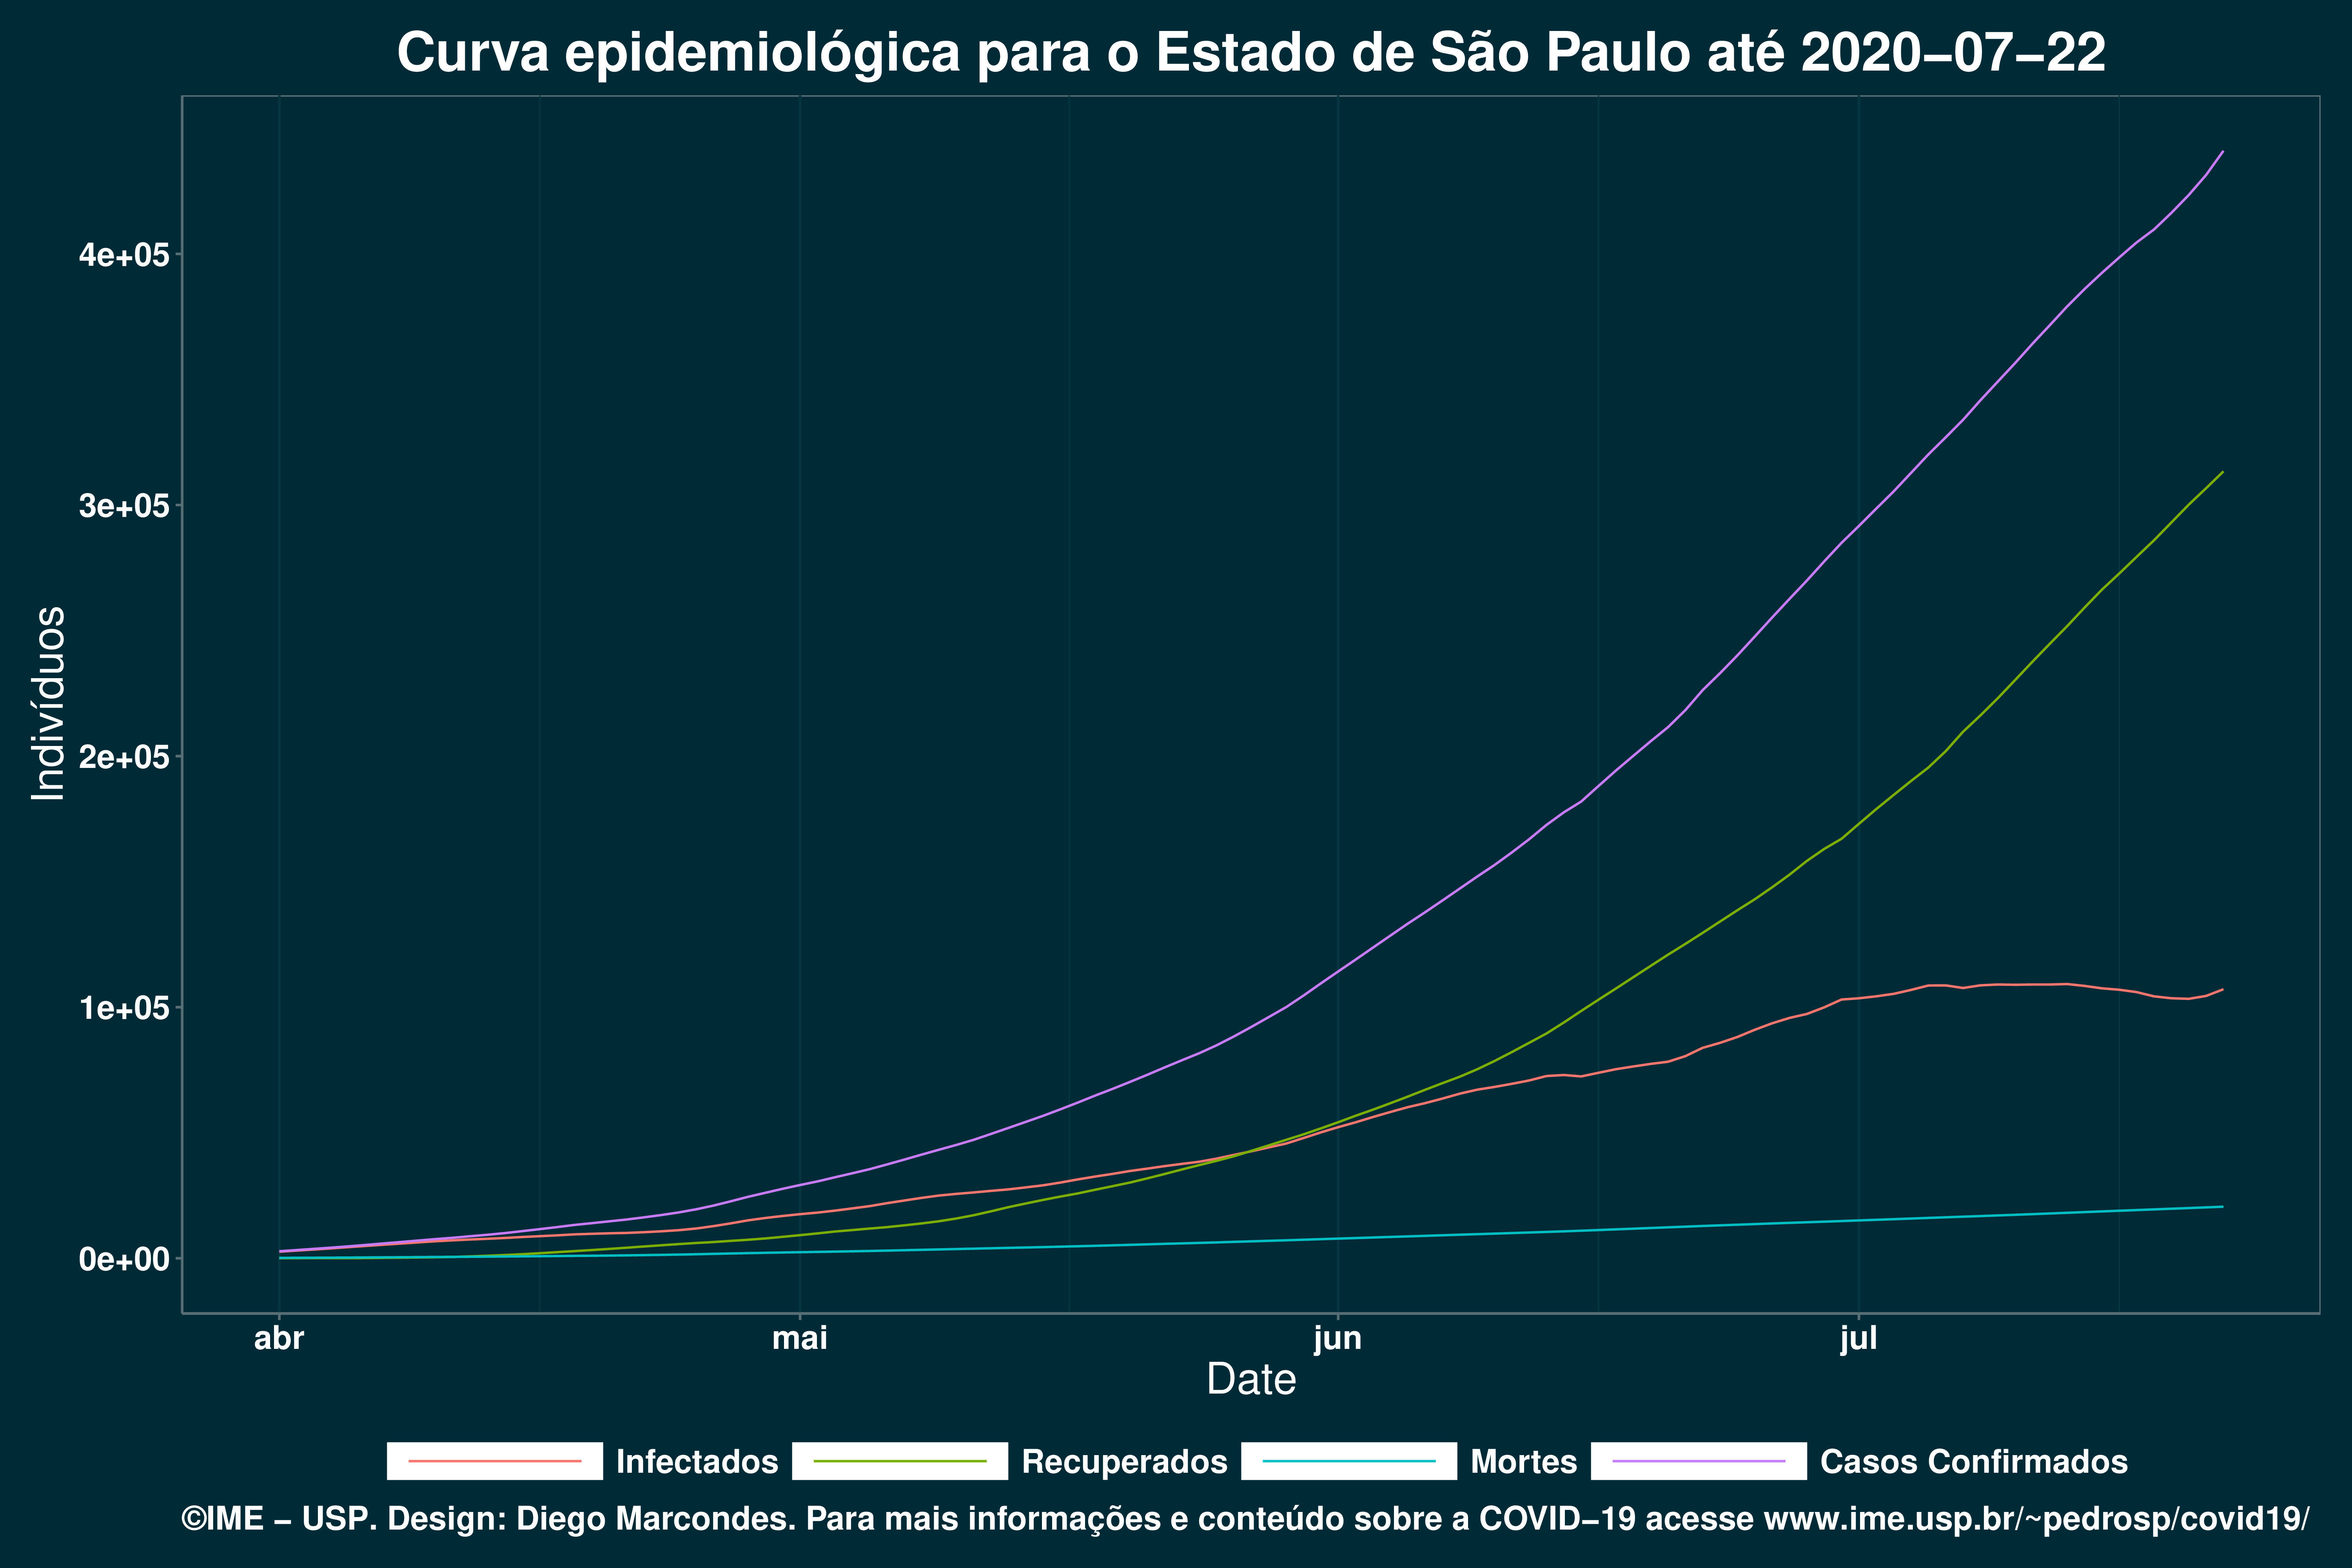 Curva epidemiológica para o Estado de São Paulo até 2020−07−22
Indivíduos
4e+05
3e+05
2e+05
1e+05
0e+00
abr mai jun jul
Date
Infectados Recuperados Mortes Casos Confirmados
©IME − USP. Design: Diego Marcondes. Para mais informações e conteúdo sobre a COVID−19 acesse www.ime.usp.br/~pedrosp/covid19/